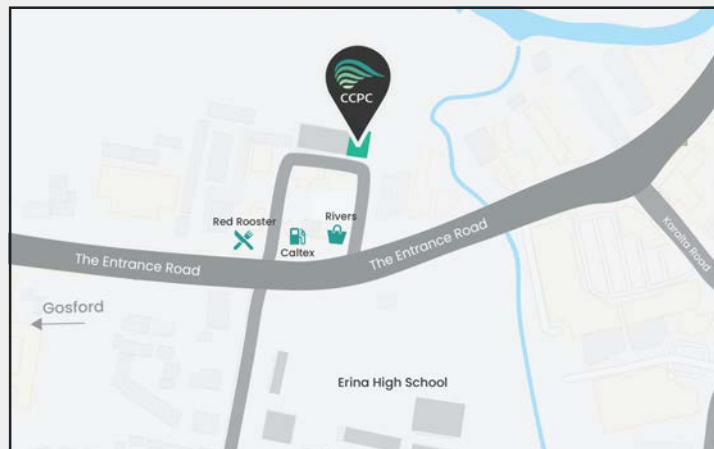 CCPC
Red Rooster
Rivers
Caltex
The Entrance Road
The Entrance Road
Karalta Road
Gosford
Erina High School